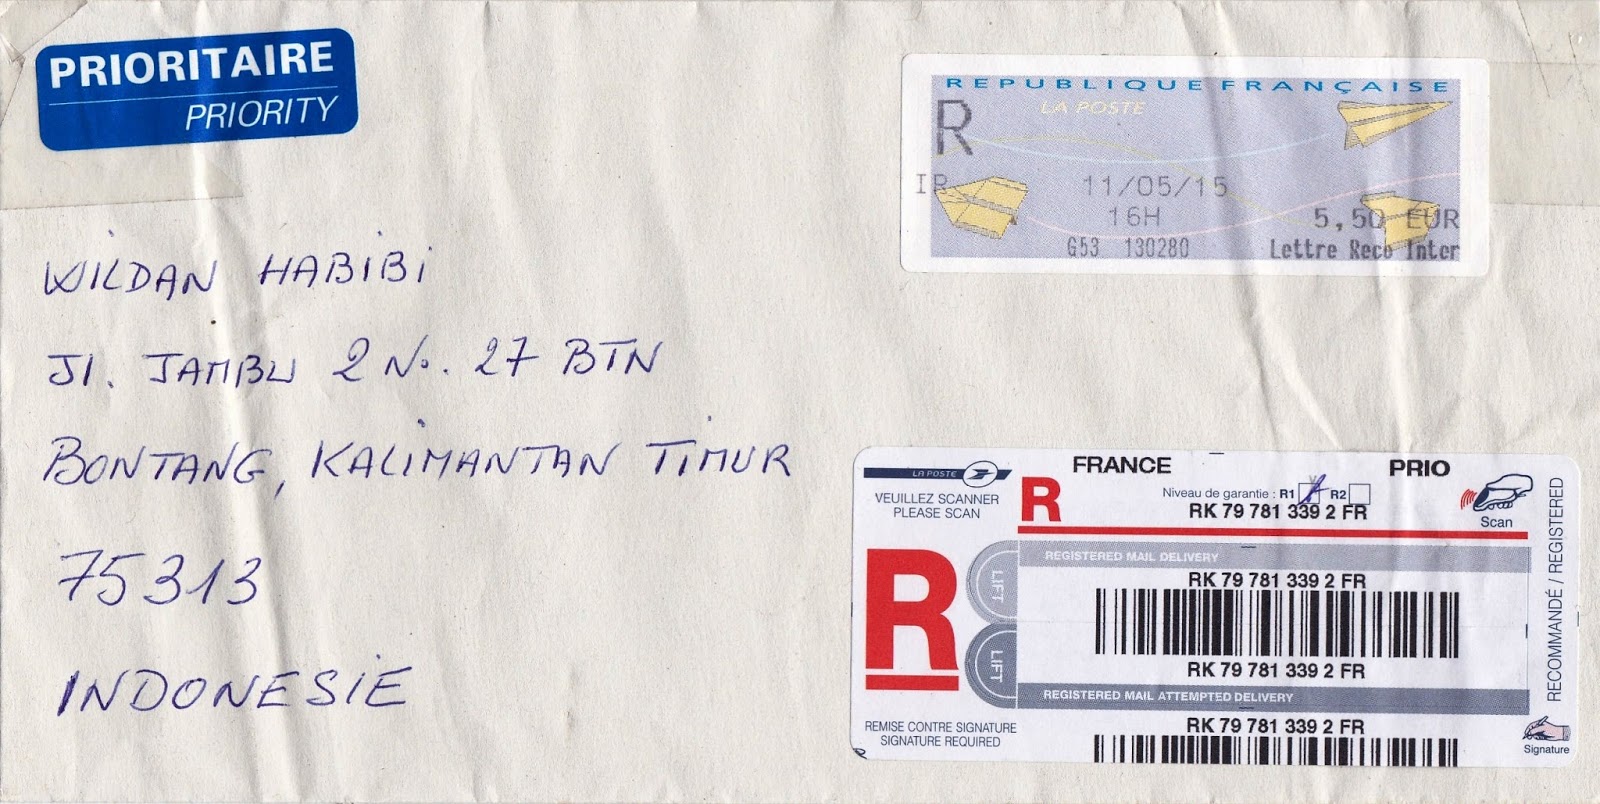 PRIORITAIRE
PRIORITY
REPUBLIQUE FRANÇAISE
LA POSTE
R
IR
11/05/15
16H
5,50 EUR
G53 130280
Lettre Reco Inter
WILDAN HABIBI
Jl. JAMBU 2 No. 27 BTN
BONTANG, KALIMANTAN TIMUR
75313
INDONESIE
LA POSTE
FRANCE
PRIO
VEUILLEZ SCANNER
PLEASE SCAN
R
Niveau de garantie : R1 R2
RK 79 781 339 2 FR
Scan
REGISTERED MAIL DELIVERY
RK 79 781 339 2 FR
R
LIFT
LIFT
RK 79 781 339 2 FR
REGISTERED MAIL ATTEMPTED DELIVERY
RK 79 781 339 2 FR
REMISE CONTRE SIGNATURE
SIGNATURE REQUIRED
RECOMMANDÉ / REGISTERED
Signature